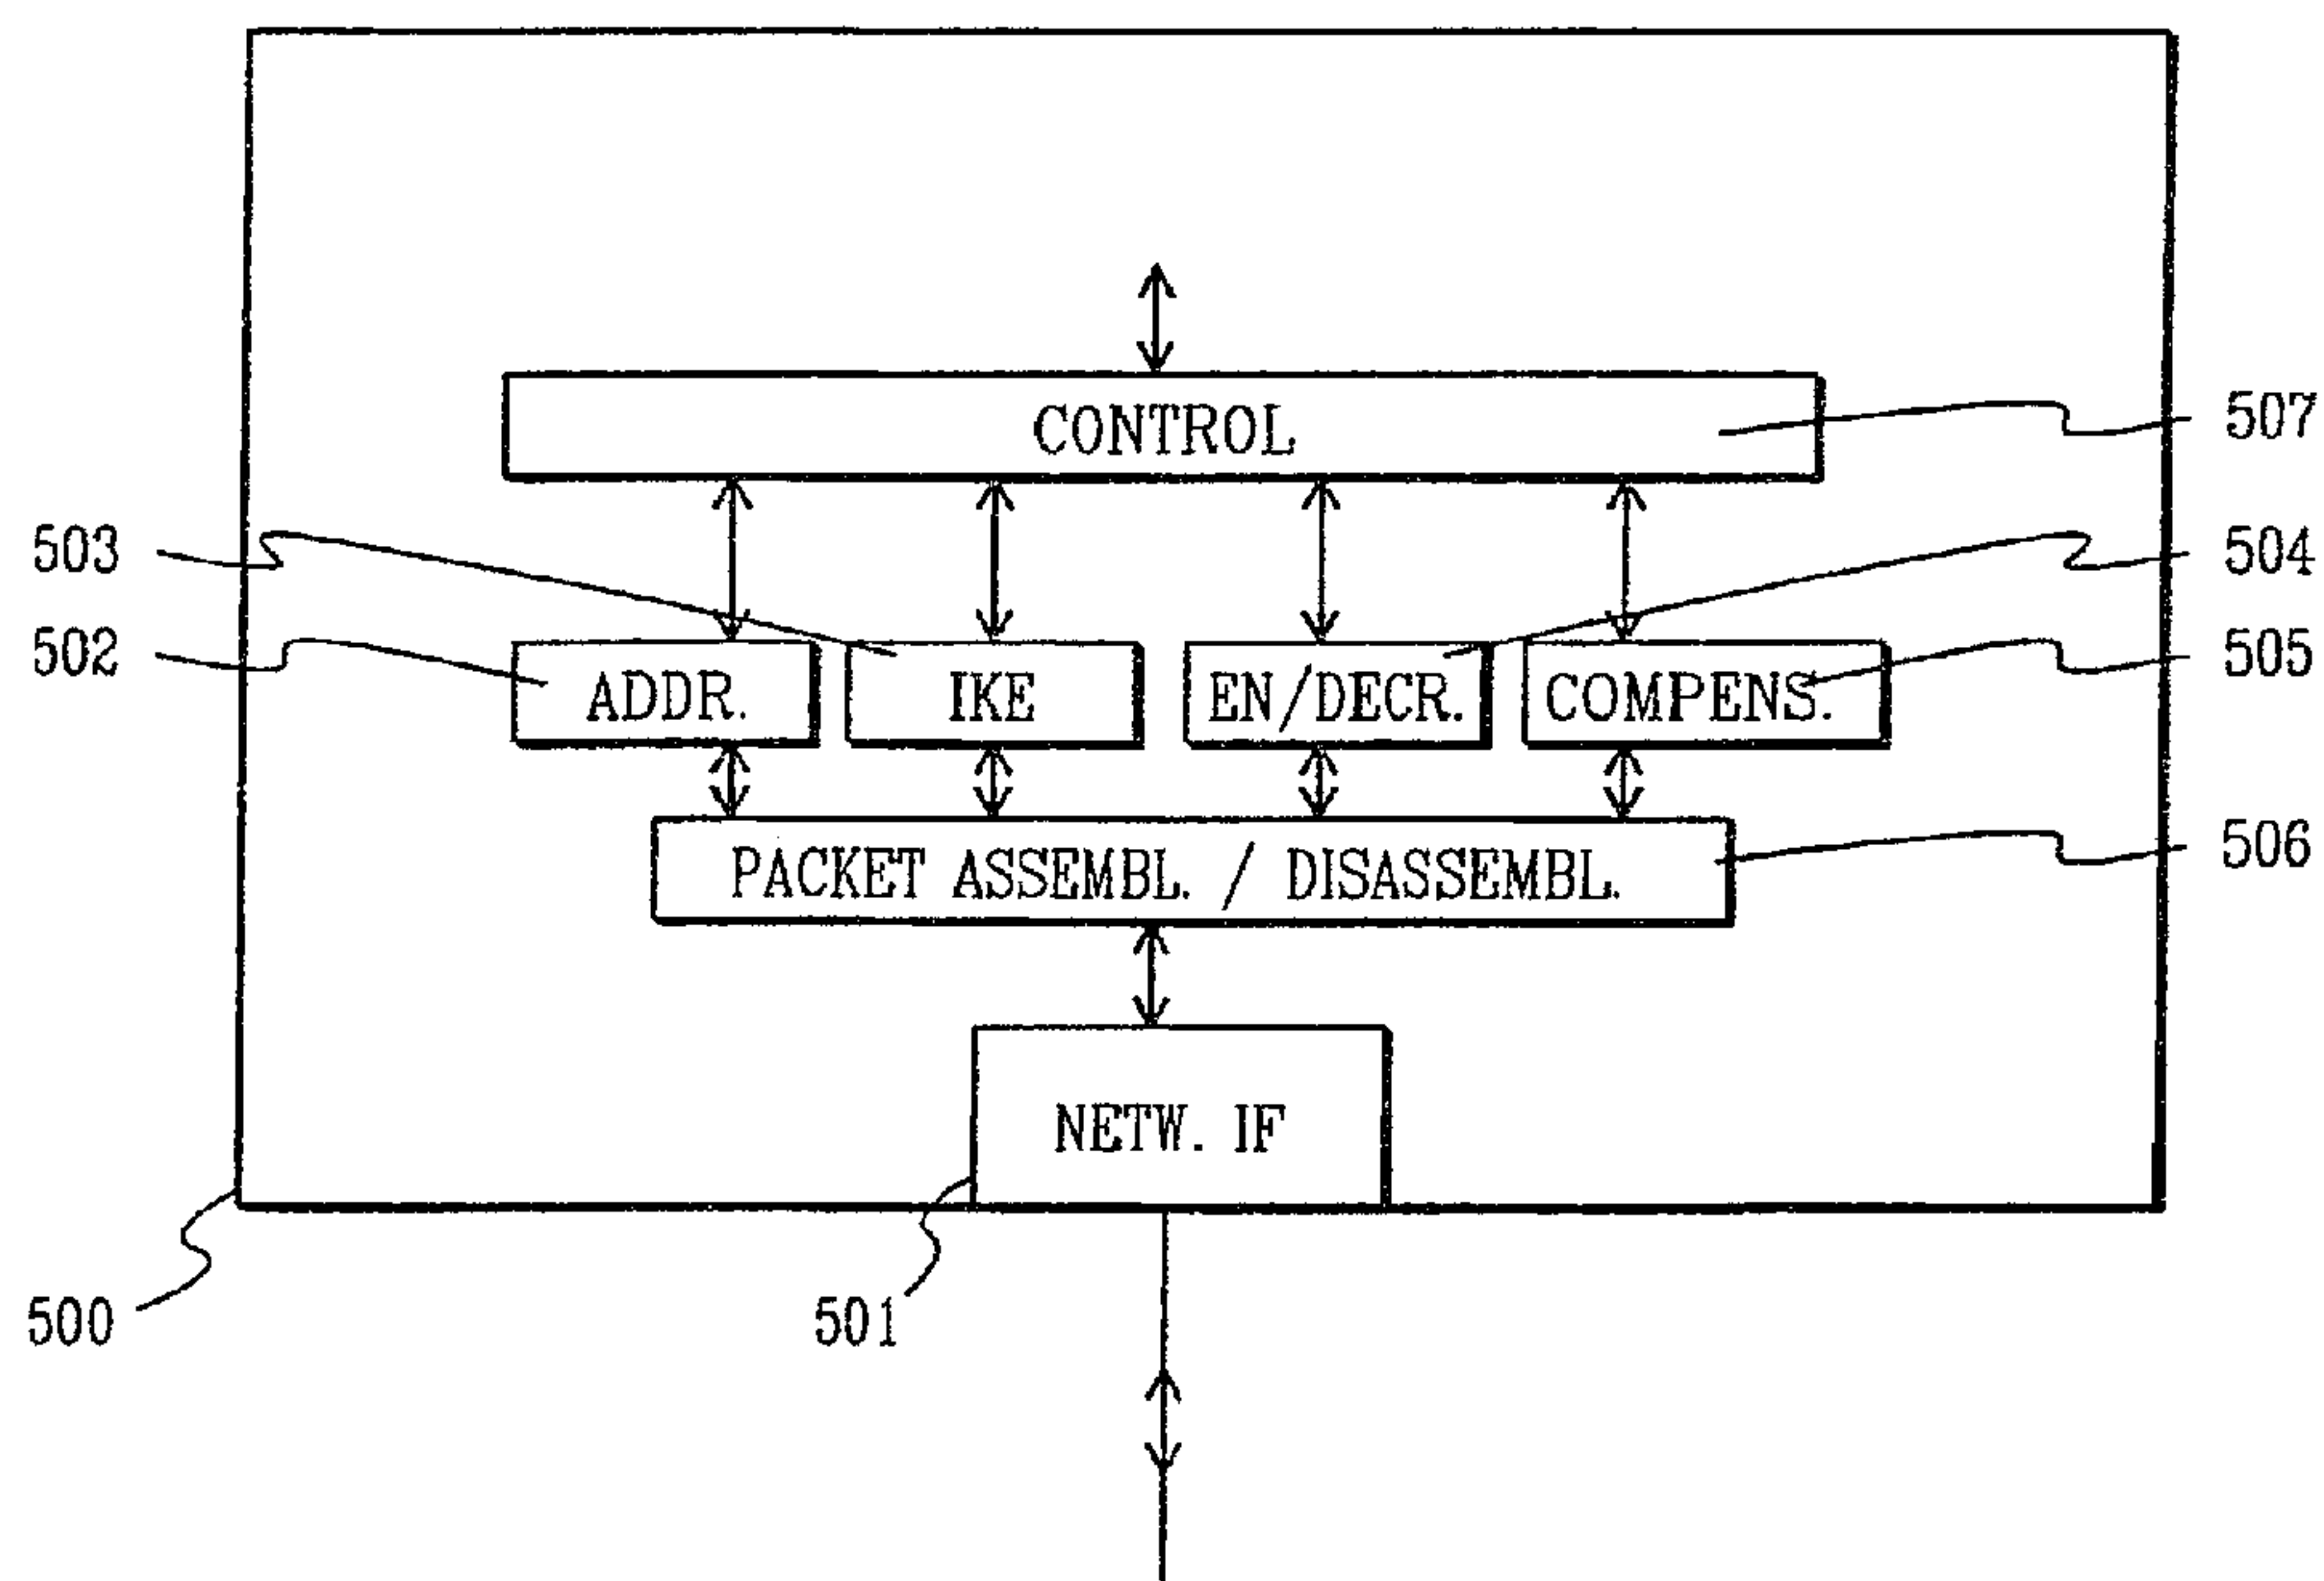 CONTROL
507
503
504
502
505
ADDR.
IKE
EN/DECR.
COMPENS.
506
PACKET ASSEMBL. / DISASSEMBL.
NETW. IF
500
501